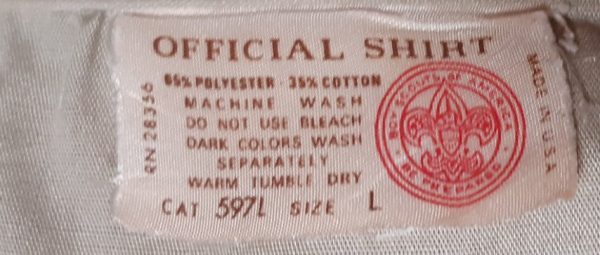 OFFICIAL SHIRT
65% POLYESTER · 35% COTTON
MACHINE WASH
DO NOT USE BLEACH
DARK COLORS WASH
SEPARATELY
WARM TUMBLE DRY
CAT 597L SIZE L
RN 28356
BOY SCOUTS OF AMERICA
BE PREPARED
MADE IN USA